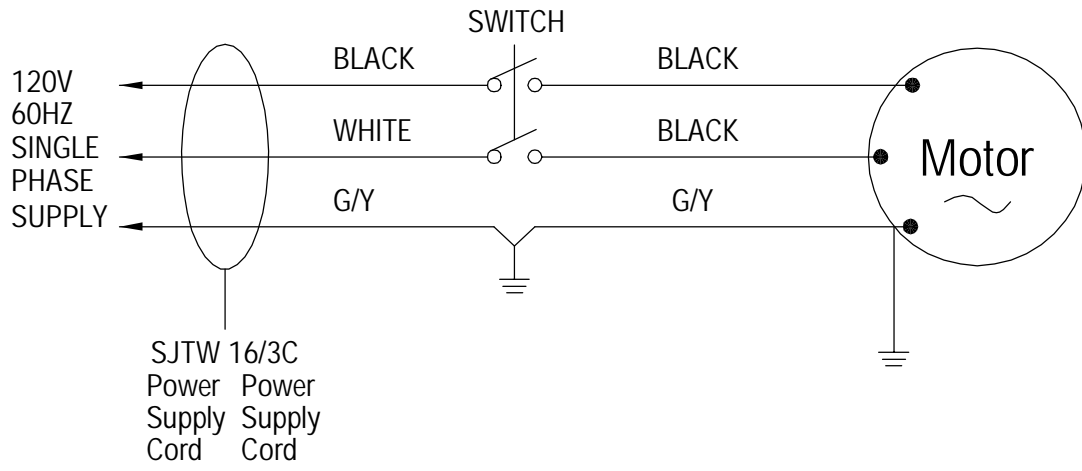 SWITCH
BLACK
BLACK
120V
60HZ
SINGLE
PHASE
SUPPLY
WHITE
BLACK
G/Y
G/Y
Motor
SJTW 16/3C
Power Power
Supply Supply
Cord Cord